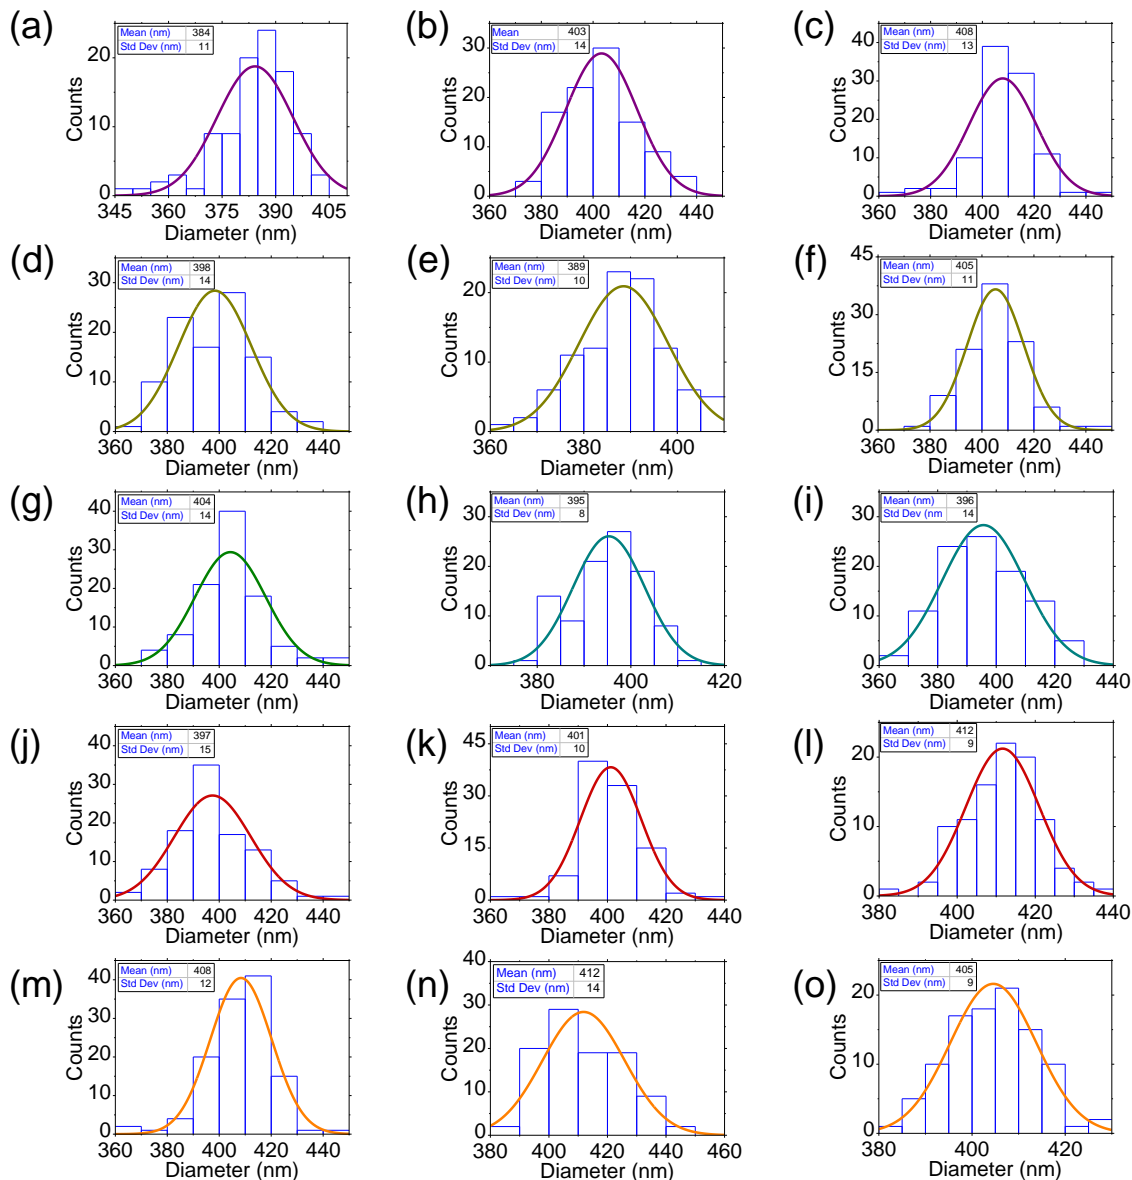 (a)
Mean (nm) 384
Std Dev (nm) 11
20
10
0
345 360 375 390 405
Counts
Diameter (nm)
(b)
Mean 403
Std Dev (nm) 14
30
20
10
0
360 380 400 420 440
Counts
Diameter (nm)
(c)
Mean (nm) 408
Std Dev (nm) 13
40
30
20
10
0
360 380 400 420 440
Counts
Diameter (nm)
(d)
Mean (nm) 398
Std Dev (nm) 14
30
20
10
0
360 380 400 420 440
Counts
Diameter (nm)
(e)
Mean (nm) 389
Std Dev (nm) 10
20
10
0
360 380 400
Counts
Diameter (nm)
(f)
Mean (nm) 405
Std Dev (nm) 11
45
30
15
0
360 380 400 420 440
Counts
Diameter (nm)
(g)
Mean (nm) 404
Std Dev (nm) 14
40
30
20
10
0
360 380 400 420 440
Counts
Diameter (nm)
(h)
Mean (nm) 395
Std Dev (nm) 8
30
20
10
0
380 400 420
Counts
Diameter (nm)
(i)
Mean (nm) 396
Std Dev (nm 14
30
20
10
0
360 380 400 420 440
Counts
Diameter (nm)
(j)
Mean (nm) 397
Std Dev (nm) 15
40
30
20
10
0
360 380 400 420 440
Counts
Diameter (nm)
(k)
Mean (nm) 401
Std Dev (nm) 10
45
30
15
0
360 380 400 420 440
Counts
Diameter (nm)
(l)
Mean (nm) 412
Std Dev (nm) 9
20
10
0
380 400 420 440
Counts
Diameter (nm)
(m)
Mean (nm) 408
Std Dev (nm) 12
40
30
20
10
0
360 380 400 420 440
Counts
Diameter (nm)
(n)
Mean (nm) 412
Std Dev (nm) 14
40
30
20
10
0
380 400 420 440 460
Counts
Diameter (nm)
(o)
Mean (nm) 405
Std Dev (nm) 9
20
10
0
380 400 420
Counts
Diameter (nm)